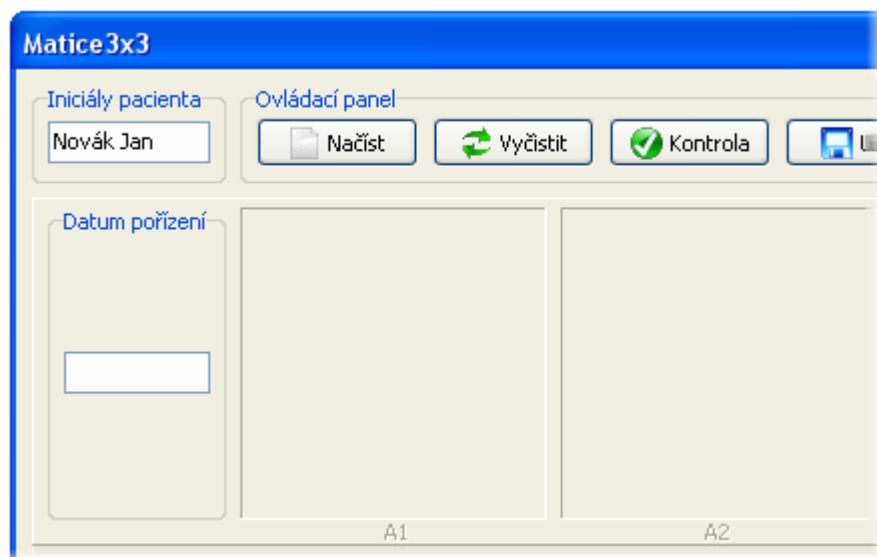 Matice3x3
Iniciály pacienta
Ovládací panel
Novák Jan
Načíst
Vyčistit
Kontrola
Datum pořízení
A1
A2